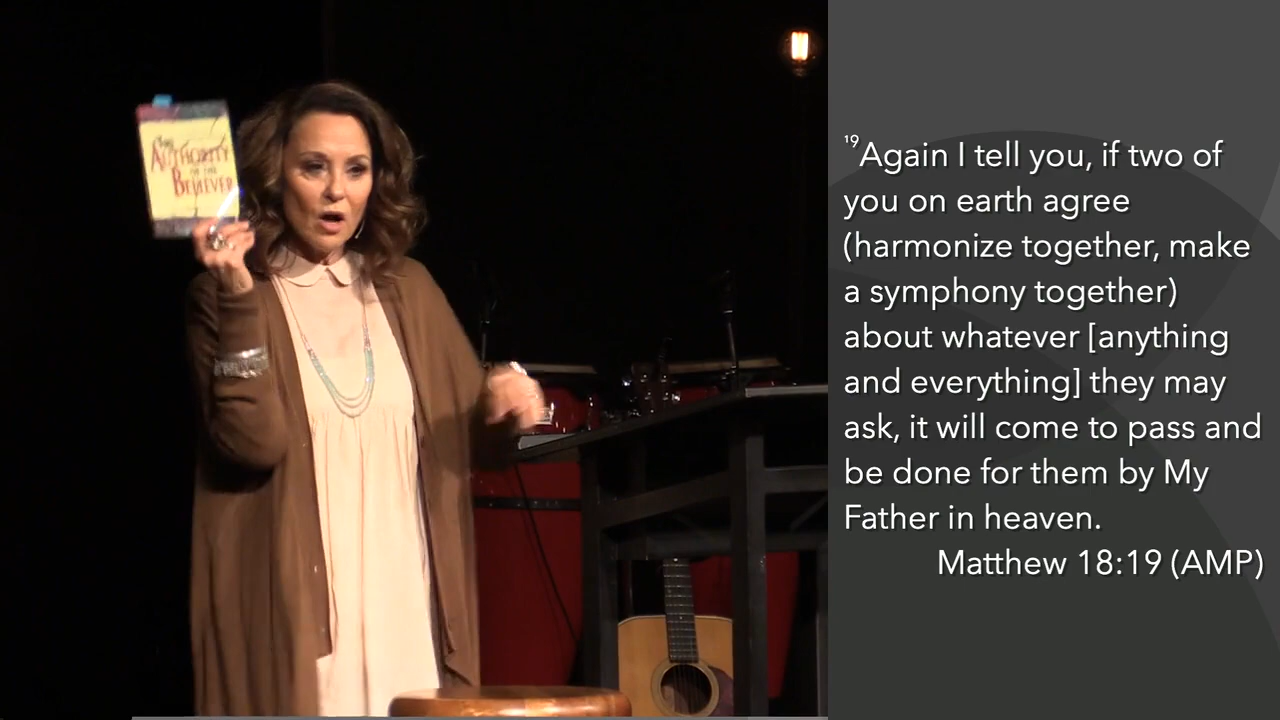 THE
AUTHORITY
OF THE
BELIEVER
¹⁹Again I tell you, if two of
you on earth agree
(harmonize together, make
a symphony together)
about whatever [anything
and everything] they may
ask, it will come to pass and
be done for them by My
Father in heaven.
Matthew 18:19 (AMP)